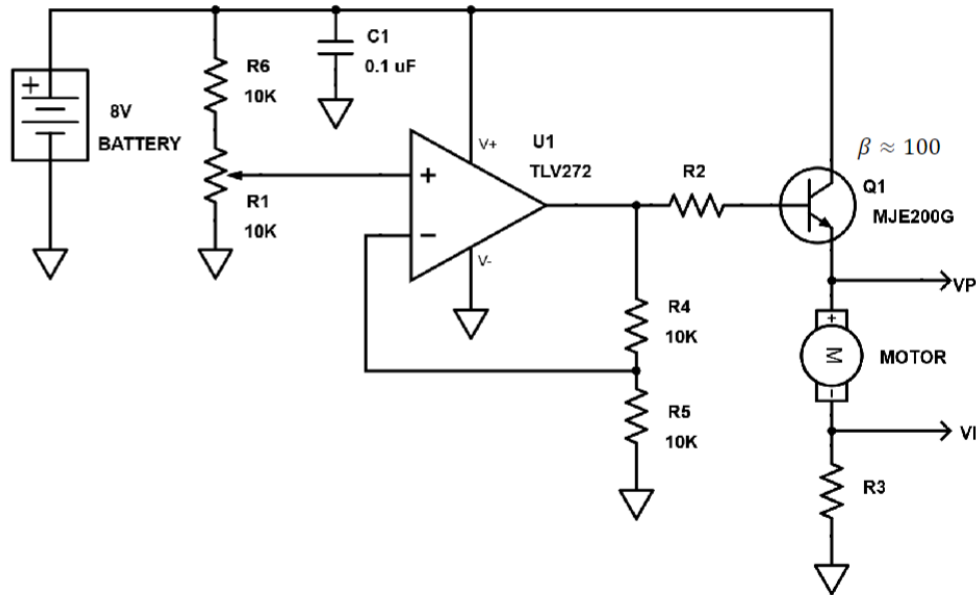 +
8V
BATTERY
R6
10K
R1
10K
C1
0.1 uF
+
−
V+
V-
U1
TLV272
R2
β ≈ 100
Q1
MJE200G
R4
10K
R5
10K
VP
+
M
−
MOTOR
VI
R3